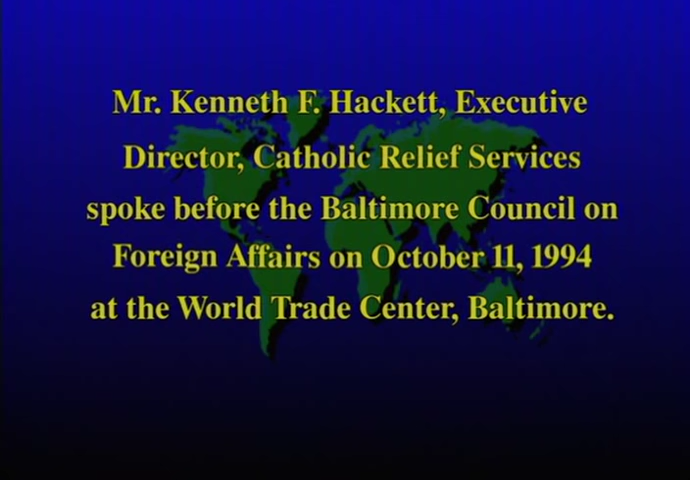 Mr. Kenneth F. Hackett, Executive
Director, Catholic Relief Services
spoke before the Baltimore Council on
Foreign Affairs on October 11, 1994
at the World Trade Center, Baltimore.